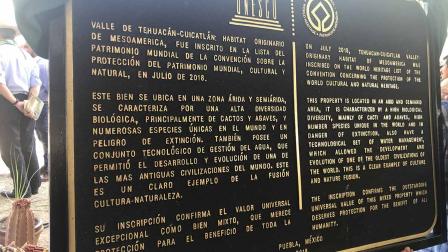 UNESCO
VALLE DE TEHUACÁN-CUICATLÁN: HABITAT ORIGINARIO
DE MESOAMERICA, FUE INSCRITO EN LA LISTA DEL
PATRIMONIO MUNDIAL DE LA CONVENCIÓN SOBRE LA
PROTECCIÓN DEL PATRIMONIO MUNDIAL, CULTURAL Y
NATURAL, EN JULIO DE 2018.
ESTE BIEN SE UBICA EN UNA ZONA ÁRIDA Y SEMIÁRIDA,
SE CARACTERIZA POR UNA ALTA DIVERSIDAD
BIOLÓGICA, PRINCIPALMENTE DE CACTOS Y AGAVES, Y
NUMEROSAS ESPECIES ÚNICAS EN EL MUNDO Y EN
PELIGRO DE EXTINCIÓN. TAMBIÉN POSEE UN
CONJUNTO TECNOLÓGICO DE GESTIÓN DEL AGUA, QUE
PERMITIÓ EL DESARROLLO Y EVOLUCIÓN DE UNA DE
LAS MAS ANTIGUAS CIVILIZACIONES DEL MUNDO. ESTE
ES UN CLARO EJEMPLO DE LA FUSIÓN
CULTURA-NATURALEZA.
SU INSCRIPCIÓN CONFIRMA EL VALOR UNIVERSAL
EXCEPCIONAL COMO BIEN MIXTO, QUE MERECE
PROTECCIÓN PARA EL BENEFICIO DE TODA LA
ON JULY 2018, TEHUACAN-CUICATLAN VALLEY:
ORIGINARY HABITAT OF MESOAMERICA WAS
INSCRIBED ON THE WORLD HERITAGE LIST OF THE
CONVENTION CONCERNING THE PROTECTION OF THE
WORLD CULTURAL AND NATURAL HERITAGE.
THIS PROPERTY IS LOCATED IN AN ARID AND SEMIARID
AREA, IT IS CHARACTERIZED BY A HIGH BIOLOGICAL
DIVERSITY, MAINLY OF CACTI AND AGAVES, HIGH
NUMBER SPECIES UNIQUE IN THE WORLD AND IN
DANGER OF EXTINCTION, ALSO HAVE A
TECHNOLOGICAL SET OF WATER MANAGEMENT,
WHICH ALLOWED THE DEVELOPMENT AND
EVOLUTION OF ONE OF THE OLDEST CIVILIZATIONS OF
THE WORLD. THIS IS A CLEAR EXAMPLE OF CULTURE
AND NATURE FUSION.
THE INSCRIPTION CONFIRMS THE OUTSTANDING
UNIVERSAL VALUE OF THIS MIXED PROPERTY WHICH
DESERVES PROTECTION FOR THE BENEFIT OF ALL
HUMANITY.
PUEBLA, MÉXICO